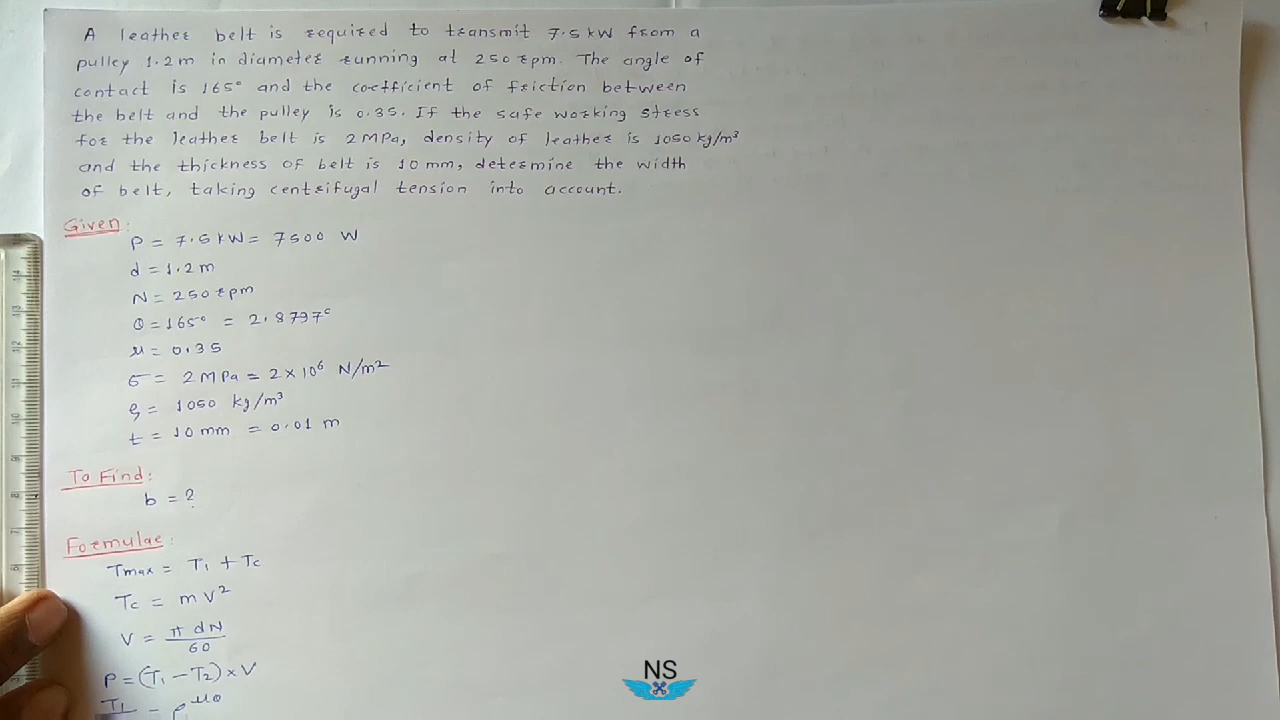 A leather belt is required to transmit 7.5 kW from a
pulley 1.2 m in diameter running at 250 rpm. The angle of
contact is 165° and the coefficient of friction between
the belt and the pulley is 0.35. If the safe working stress
for the leather belt is 2 MPa, density of leather is 1050 kg/m³
and the thickness of belt is 10 mm, determine the width
of belt, taking centrifugal tension into account.
Given:
P = 7.5 kW = 7500 W
d = 1.2 m
N = 250 rpm
θ = 165° = 2.8797ᶜ
μ = 0.35
σ = 2 MPa = 2 × 10⁶ N/m²
ρ = 1050 kg/m³
t = 10 mm = 0.01 m
To Find:
b = ?
Formulae:
Tmax = T₁ + Tc
Tc = m V²
V = π d N / 60
P = (T₁ − T₂) × V
T₁ = e^μθ
NS